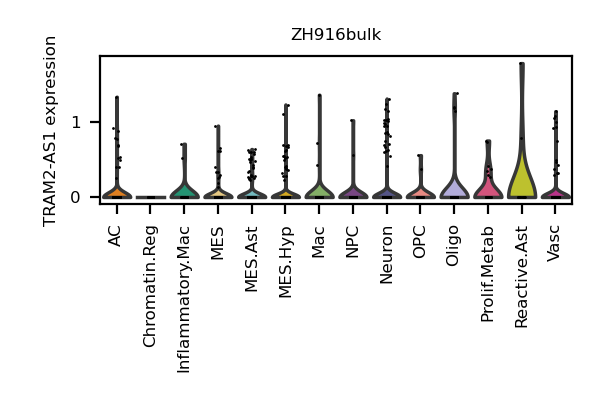 ZH916bulk
TRAM2-AS1 expression
1
0
AC
Chromatin.Reg
Inflammatory.Mac
MES
MES.Ast
MES.Hyp
Mac
NPC
Neuron
OPC
Oligo
Prolif.Metab
Reactive.Ast
Vasc